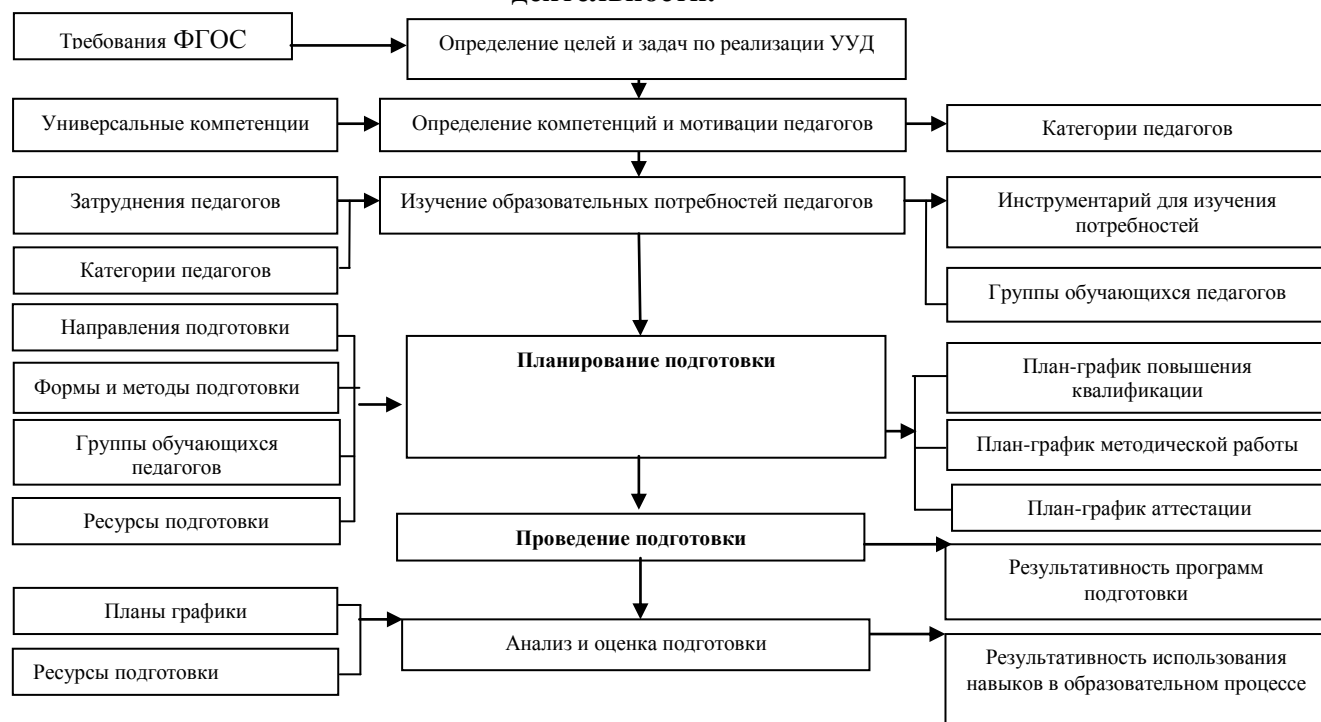 Требования ФГОС
Определение целей и задач по реализации УУД
Универсальные компетенции
Определение компетенций и мотивации педагогов
Категории педагогов
Затруднения педагогов
Изучение образовательных потребностей педагогов
Инструментарий для изучения
потребностей
Категории педагогов
Группы обучающихся педагогов
Направления подготовки
Планирование подготовки
План-график повышения
квалификации
Формы и методы подготовки
Группы обучающихся
педагогов
План-график методической работы
Ресурсы подготовки
План-график аттестации
Проведение подготовки
Результативность программ
подготовки
Планы графики
Анализ и оценка подготовки
Ресурсы подготовки
Результативность использования
навыков в образовательном процессе